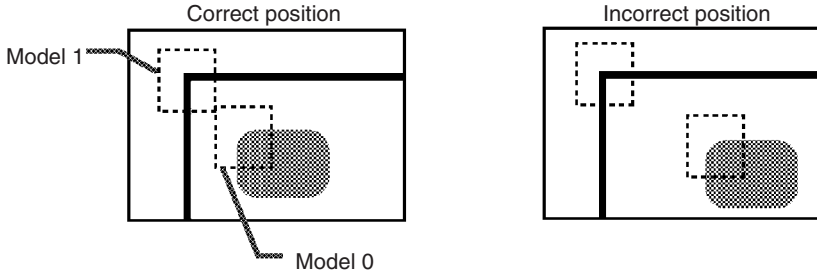 Correct position
Incorrect position
Model 1
Model 0